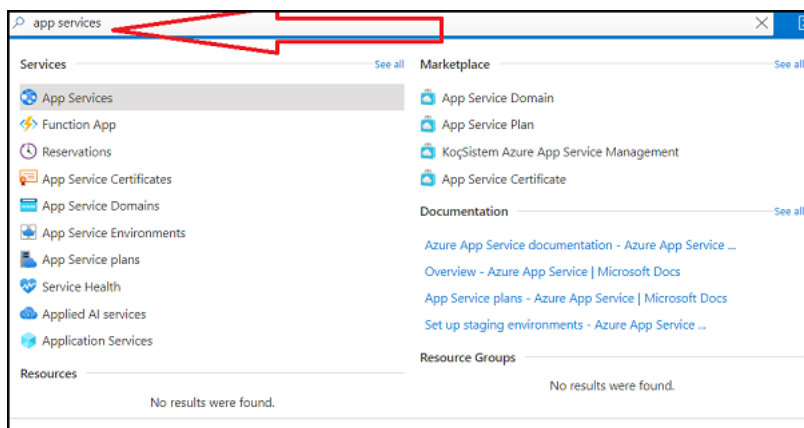 app services
Services See all
App Services
Function App
Reservations
App Service Certificates
App Service Domains
App Service Environments
App Service plans
Service Health
Applied AI services
Application Services
Resources
No results were found.
Marketplace See all
App Service Domain
App Service Plan
KoçSistem Azure App Service Management
App Service Certificate
Documentation See all
Azure App Service documentation - Azure App Service ...
Overview - Azure App Service | Microsoft Docs
App Service plans - Azure App Service | Microsoft Docs
Set up staging environments - Azure App Service ...
Resource Groups
No results were found.